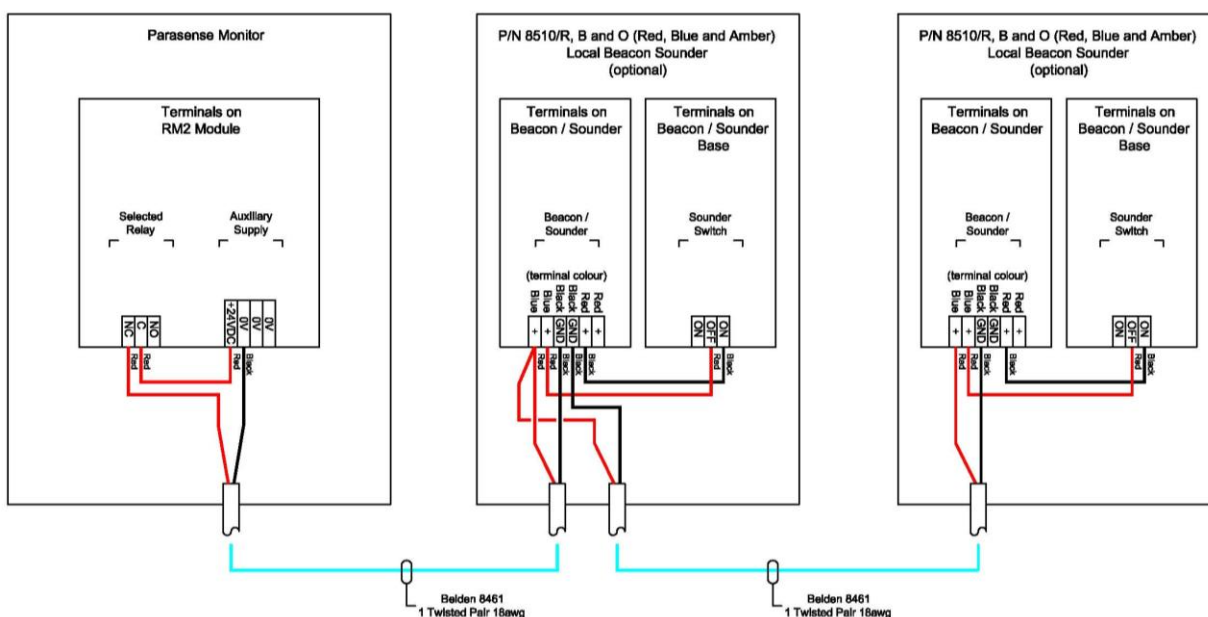 Parasense Monitor
Terminals on
RM2 Module
Selected
Relay
Auxiliary
Supply
NC
C
NO
+24VDC
0V
0V
0V
Red
Red
Red
Black
P/N 8510/R, B and O (Red, Blue and Amber)
Local Beacon Sounder
(optional)
Terminals on
Beacon / Sounder
Beacon /
Sounder
(terminal colour)
Blue
Blue
Black
Black
Red
Red
+
+
GND
GND
+
+
Red
Red
Black
Black
Black
Terminals on
Beacon / Sounder
Base
Sounder
Switch
ON
OFF
ON
Red
Black
P/N 8510/R, B and O (Red, Blue and Amber)
Local Beacon Sounder
(optional)
Terminals on
Beacon / Sounder
Beacon /
Sounder
(terminal colour)
Blue
Blue
Black
Black
Red
Red
+
+
GND
GND
+
+
Red
Red
Black
Black
Terminals on
Beacon / Sounder
Base
Sounder
Switch
ON
OFF
ON
Red
Black
Belden 8461
1 Twisted Pair 18awg
Belden 8461
1 Twisted Pair 18awg